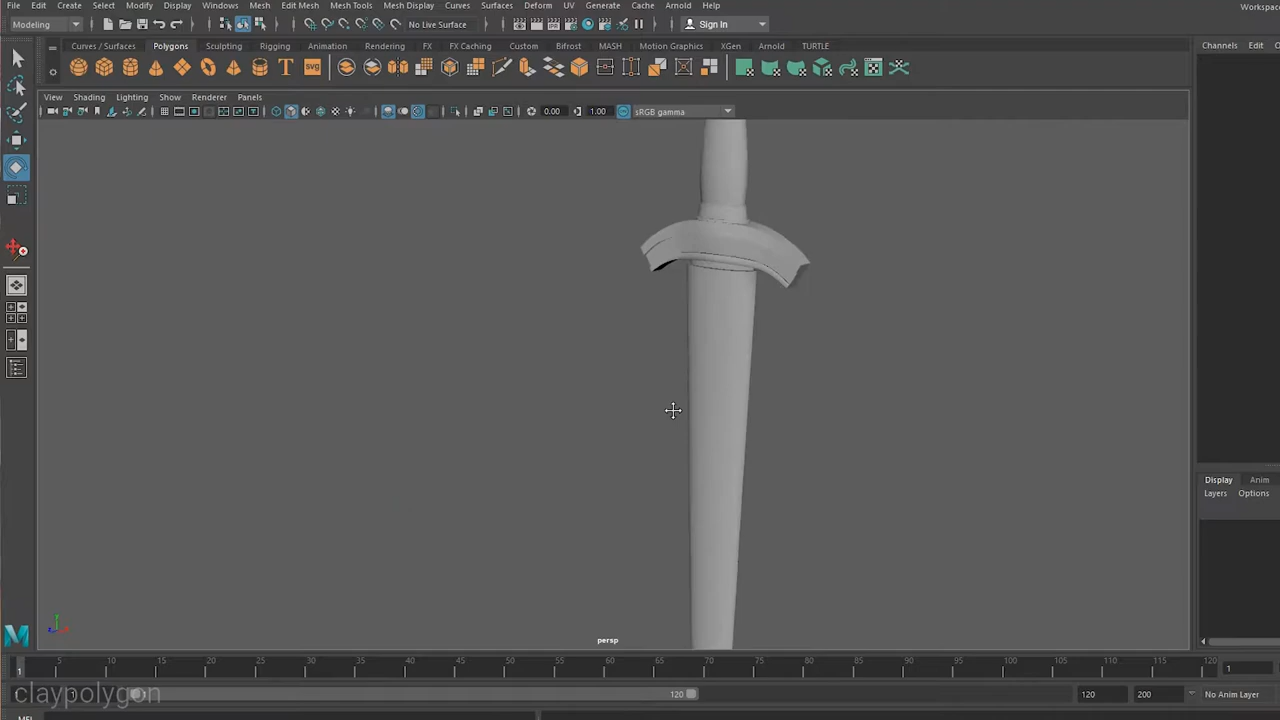 File Edit Create Select Modify Display Windows Mesh Edit Mesh Mesh Tools Mesh Display Curves Surfaces Deform UV Generate Cache Arnold Help
Workspac
Modeling No Live Surface Sign In
Curves / Surfaces Polygons Sculpting Rigging Animation Rendering FX FX Caching Custom Bifrost MASH Motion Graphics XGen Arnold TURTLE
Channels Edit O
T svg
View Shading Lighting Show Renderer Panels
0.00 1.00 sRGB gamma
persp
Display Anim
Layers Options
1 5 10 15 20 25 30 35 40 45 50 55 60 65 70 75 80 85 90 95 100 105 110 115 120 1
claypolygon
1 120 120 200 No Anim Layer
MEL